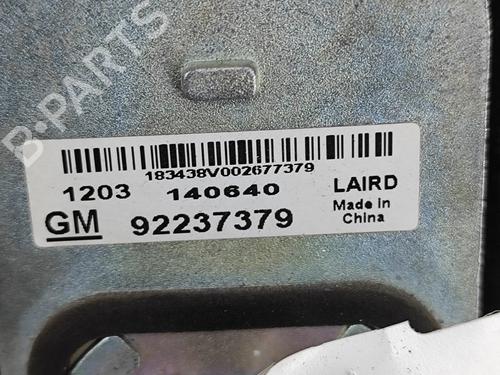 B-PARTS
183438V002677379
1203 140640 LAIRD
Made in
China
GM 92237379